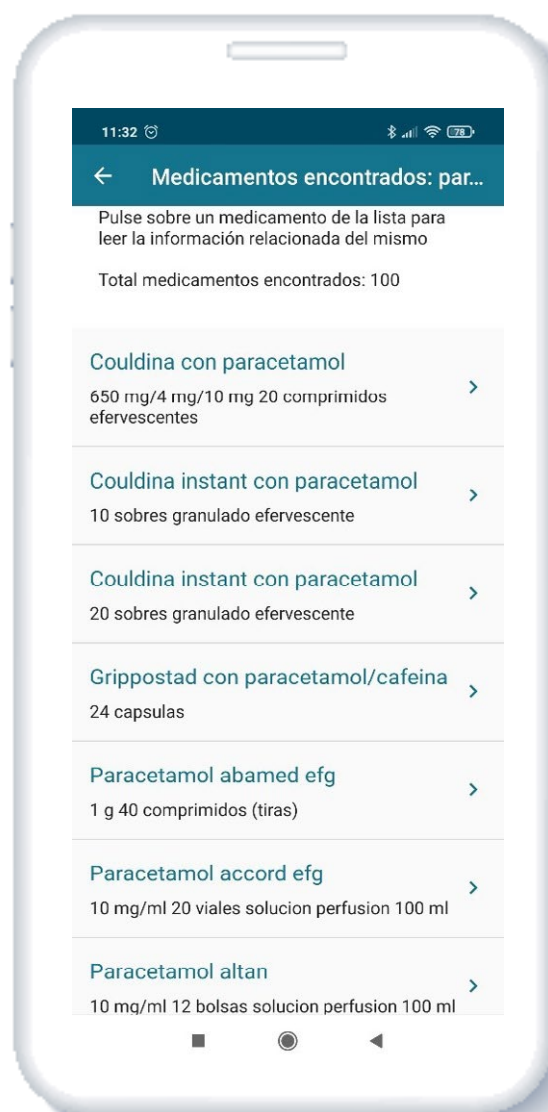 11:32
78
Medicamentos encontrados: par...
Pulse sobre un medicamento de la lista para
leer la información relacionada del mismo
Total medicamentos encontrados: 100
Couldina con paracetamol
650 mg/4 mg/10 mg 20 comprimidos
efervescentes
Couldina instant con paracetamol
10 sobres granulado efervescente
Couldina instant con paracetamol
20 sobres granulado efervescente
Grippostad con paracetamol/cafeina
24 capsulas
Paracetamol abamed efg
1 g 40 comprimidos (tiras)
Paracetamol accord efg
10 mg/ml 20 viales solucion perfusion 100 ml
Paracetamol altan
10 mg/ml 12 bolsas solucion perfusion 100 ml